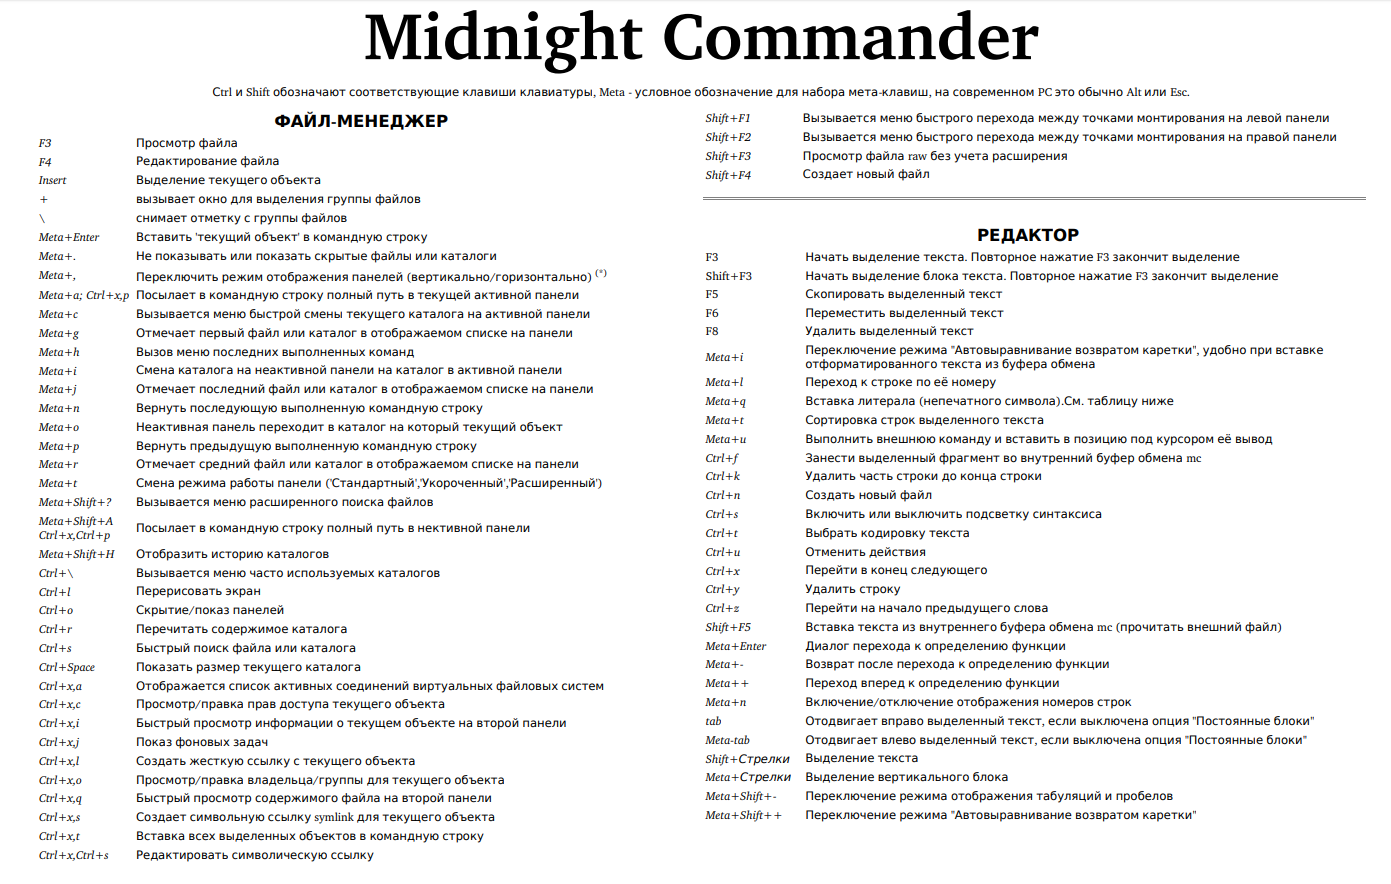 Midnight Commander
Ctrl и Shift обозначают соответствующие клавиши клавиатуры, Meta - условное обозначение для набора мета-клавиш, на современном PC это обычно Alt или Esc.
ФАЙЛ-МЕНЕДЖЕР
F3 Просмотр файла
F4 Редактирование файла
Insert Выделение текущего объекта
+ вызывает окно для выделения группы файлов
\ снимает отметку с группы файлов
Meta+Enter Вставить 'текущий объект' в командную строку
Meta+. Не показывать или показать скрытые файлы или каталоги
Meta+, Переключить режим отображения панелей (вертикально/горизонтально) (*)
Meta+a; Ctrl+x,p Посылает в командную строку полный путь в текущей активной панели
Meta+c Вызывается меню быстрой смены текущего каталога на активной панели
Meta+g Отмечает первый файл или каталог в отображаемом списке на панели
Meta+h Вызов меню последних выполненных команд
Meta+i Смена каталога на неактивной панели на каталог в активной панели
Meta+j Отмечает последний файл или каталог в отображаемом списке на панели
Meta+n Вернуть последующую выполненную командную строку
Meta+o Неактивная панель переходит в каталог на который текущий объект
Meta+p Вернуть предыдущую выполненную командную строку
Meta+r Отмечает средний файл или каталог в отображаемом списке на панели
Meta+t Смена режима работы панели ('Стандартный','Укороченный','Расширенный')
Meta+Shift+? Вызывается меню расширенного поиска файлов
Meta+Shift+A
Ctrl+x,Ctrl+p Посылает в командную строку полный путь в нективной панели
Meta+Shift+H Отобразить историю каталогов
Ctrl+\ Вызывается меню часто используемых каталогов
Ctrl+l Перерисовать экран
Ctrl+o Скрытие/показ панелей
Ctrl+r Перечитать содержимое каталога
Ctrl+s Быстрый поиск файла или каталога
Ctrl+Space Показать размер текущего каталога
Ctrl+x,a Отображается список активных соединений виртуальных файловых систем
Ctrl+x,c Просмотр/правка прав доступа текущего объекта
Ctrl+x,i Быстрый просмотр информации о текущем объекте на второй панели
Ctrl+x,j Показ фоновых задач
Ctrl+x,l Создать жесткую ссылку с текущего объекта
Ctrl+x,o Просмотр/правка владельца/группы для текущего объекта
Ctrl+x,q Быстрый просмотр содержимого файла на второй панели
Ctrl+x,s Создает символьную ссылку symlink для текущего объекта
Ctrl+x,t Вставка всех выделенных объектов в командную строку
Ctrl+x,Ctrl+s Редактировать символическую ссылку
Shift+F1 Вызывается меню быстрого перехода между точками монтирования на левой панели
Shift+F2 Вызывается меню быстрого перехода между точками монтирования на правой панели
Shift+F3 Просмотр файла raw без учета расширения
Shift+F4 Создает новый файл
РЕДАКТОР
F3 Начать выделение текста. Повторное нажатие F3 закончит выделение
Shift+F3 Начать выделение блока текста. Повторное нажатие F3 закончит выделение
F5 Скопировать выделенный текст
F6 Переместить выделенный текст
F8 Удалить выделенный текст
Meta+i Переключение режима "Автовыравнивание возвратом каретки", удобно при вставке
отформатированного текста из буфера обмена
Meta+l Переход к строке по её номеру
Meta+q Вставка литерала (непечатного символа).См. таблицу ниже
Meta+t Сортировка строк выделенного текста
Meta+u Выполнить внешнюю команду и вставить в позицию под курсором её вывод
Ctrl+f Занести выделенный фрагмент во внутренний буфер обмена mc
Ctrl+k Удалить часть строки до конца строки
Ctrl+n Создать новый файл
Ctrl+s Включить или выключить подсветку синтаксиса
Ctrl+t Выбрать кодировку текста
Ctrl+u Отменить действия
Ctrl+x Перейти в конец следующего
Ctrl+y Удалить строку
Ctrl+z Перейти на начало предыдущего слова
Shift+F5 Вставка текста из внутреннего буфера обмена mc (прочитать внешний файл)
Meta+Enter Диалог перехода к определению функции
Meta+- Возврат после перехода к определению функции
Meta++ Переход вперед к определению функции
Meta+n Включение/отключение отображения номеров строк
tab Отодвигает вправо выделенный текст, если выключена опция "Постоянные блоки"
Meta-tab Отодвигает влево выделенный текст, если выключена опция "Постоянные блоки"
Shift+Стрелки Выделение текста
Meta+Стрелки Выделение вертикального блока
Meta+Shift+- Переключение режима отображения табуляций и пробелов
Meta+Shift++ Переключение режима "Автовыравнивание возвратом каретки"